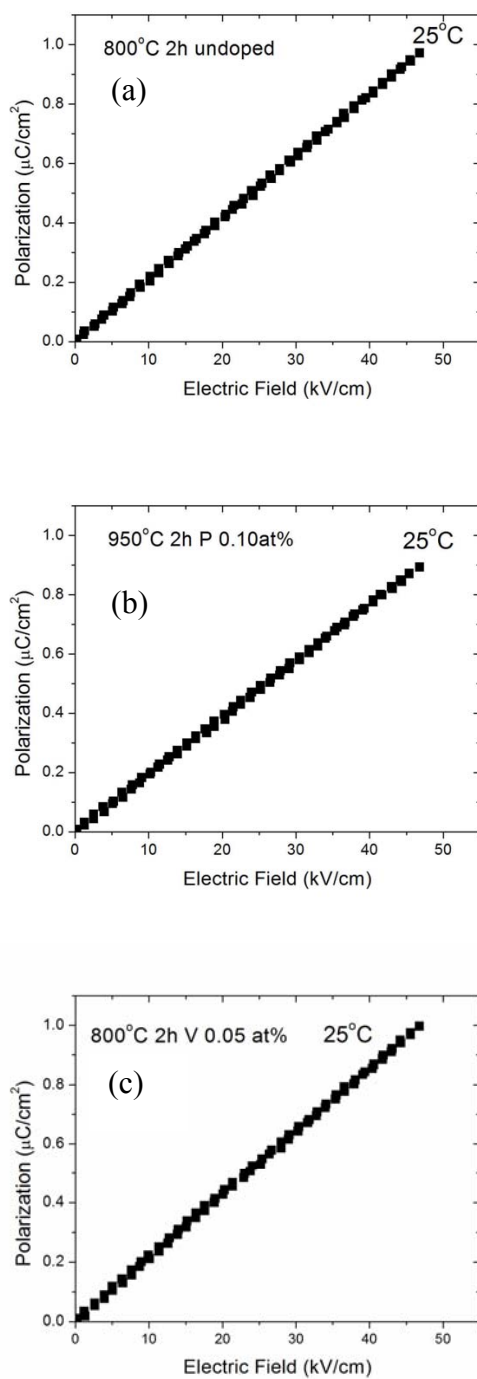 800°C 2h undoped 25°C
(a)
1.0
0.8
0.6
0.4
0.2
0.0
Polarization (μC/cm²)
0 10 20 30 40 50
Electric Field (kV/cm)
950°C 2h P 0.10at% 25°C
(b)
1.0
0.8
0.6
0.4
0.2
0.0
Polarization (μC/cm²)
0 10 20 30 40 50
Electric Field (kV/cm)
800°C 2h V 0.05 at% 25°C
(c)
1.0
0.8
0.6
0.4
0.2
0.0
Polarization (μC/cm²)
0 10 20 30 40 50
Electric Field (kV/cm)